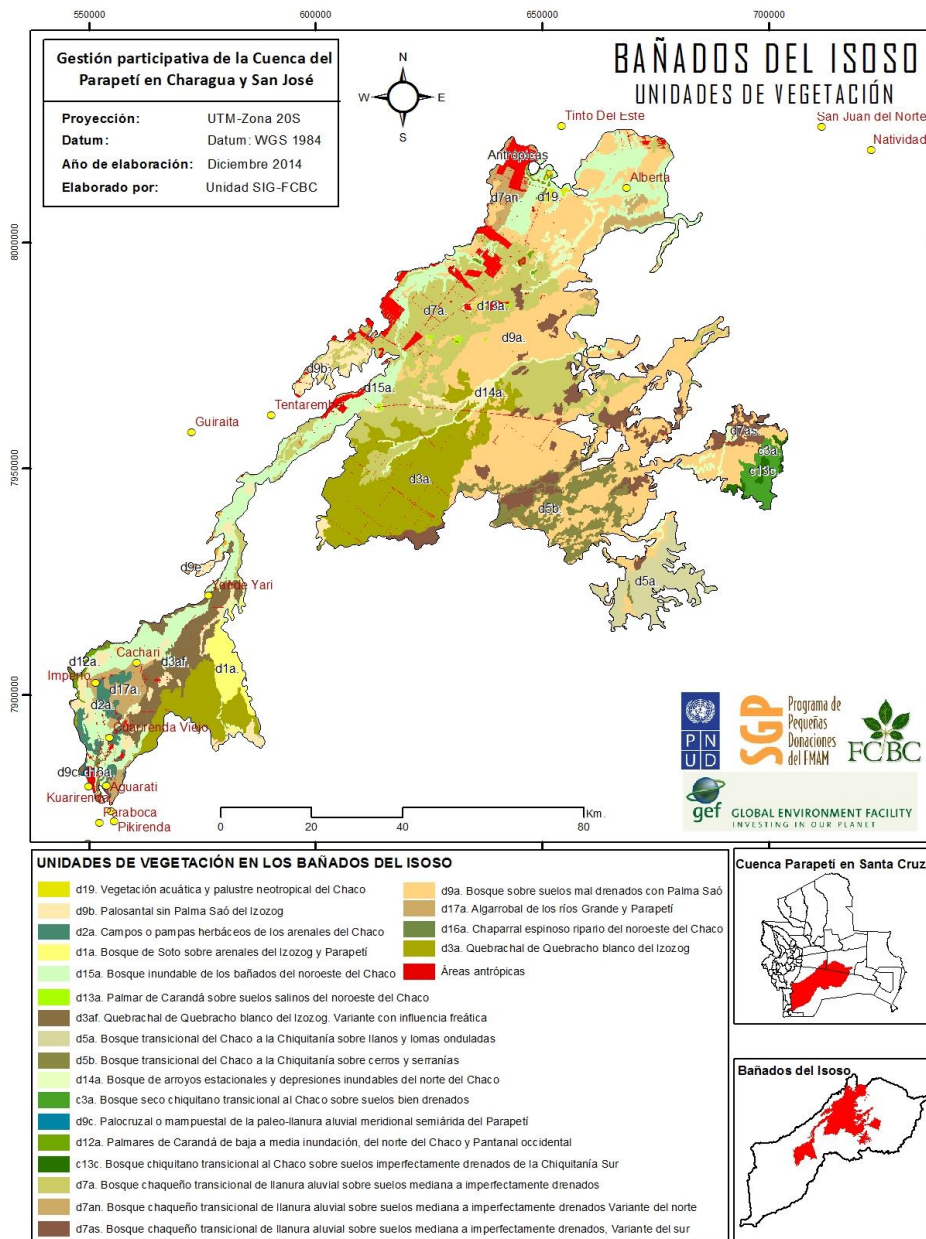 550000
600000
650000
700000
Gestión participativa de la Cuenca del
Parapetí en Charagua y San José
Proyección: UTM-Zona 20S
Datum: Datum: WGS 1984
Año de elaboración: Diciembre 2014
Elaborado por: Unidad SIG-FCBC
N
W
E
S
BAÑADOS DEL ISOSO
UNIDADES DE VEGETACIÓN
Tinto Del Este
San Juan del Norte
Natividad
Antrópicas
d7an.
d19.
Alberta
8000000
d7a.
d13a.
d9a.
d9b.
d15a.
d14a.
Tentarembe
Guiraita
d7as.
c3a.
c13c.
7950000
d3a.
d5b.
d9e.
d5a.
Yande Yari
Cachari
d12a.
d3af.
d1a.
Imperio
d17a.
d2a.
7900000
Cuarirenda Viejo
d9c.
d16a.
Aguarati
Kuarirenda
Paraboca
Pikirenda
0
20
40
80
Km.
PNUD
SGP
Programa de
Pequeñas
Donaciones
del FMAM
FCBC
gef GLOBAL ENVIRONMENT FACILITY
INVESTING IN OUR PLANET
UNIDADES DE VEGETACIÓN EN LOS BAÑADOS DEL ISOSO
d19. Vegetación acuática y palustre neotropical del Chaco
d9b. Palosantal sin Palma Saó del Izozog
d2a. Campos o pampas herbáceos de los arenales del Chaco
d1a. Bosque de Soto sobre arenales del Izozog y Parapetí
d15a. Bosque inundable de los bañados del noroeste del Chaco
d13a. Palmar de Carandá sobre suelos salinos del noroeste del Chaco
d3af. Quebrachal de Quebracho blanco del Izozog. Variante con influencia freática
d5a. Bosque transicional del Chaco a la Chiquitanía sobre llanos y lomas onduladas
d5b. Bosque transicional del Chaco a la Chiquitanía sobre cerros y serranías
d14a. Bosque de arroyos estacionales y depresiones inundables del norte del Chaco
c3a. Bosque seco chiquitano transicional al Chaco sobre suelos bien drenados
d9c. Palocruzal o mampuestal de la paleo-llanura aluvial meridional semiárida del Parapetí
d12a. Palmares de Carandá de baja a media inundación, del norte del Chaco y Pantanal occidental
c13c. Bosque chiquitano transicional al Chaco sobre suelos imperfectamente drenados de la Chiquitanía Sur
d7a. Bosque chaqueño transicional de llanura aluvial sobre suelos mediana a imperfectamente drenados
d7an. Bosque chaqueño transicional de llanura aluvial sobre suelos mediana a imperfectamente drenados Variante del norte
d7as. Bosque chaqueño transicional de llanura aluvial sobre suelos mediana a imperfectamente drenados, Variante del sur
d9a. Bosque sobre suelos mal drenados con Palma Saó
d17a. Algarrobal de los ríos Grande y Parapetí
d16a. Chaparral espinoso ripario del noroeste del Chaco
d3a. Quebrachal de Quebracho blanco del Izozog
Áreas antrópicas
Cuenca Parapetí en Santa Cruz
Bañados del Isoso